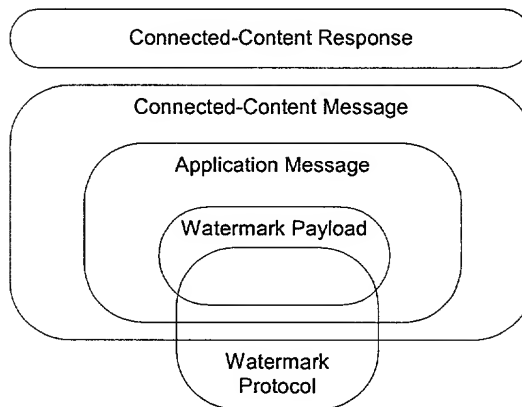 Connected-Content Response
Connected-Content Message
Application Message
Watermark Payload
Watermark
Protocol